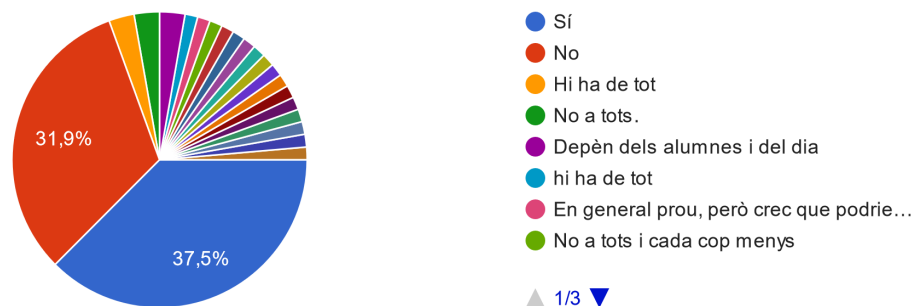 31,9%
37,5%
Sí
No
Hi ha de tot
No a tots.
Depèn dels alumnes i del dia
hi ha de tot
En general prou, però crec que podrie…
No a tots i cada cop menys
1/3